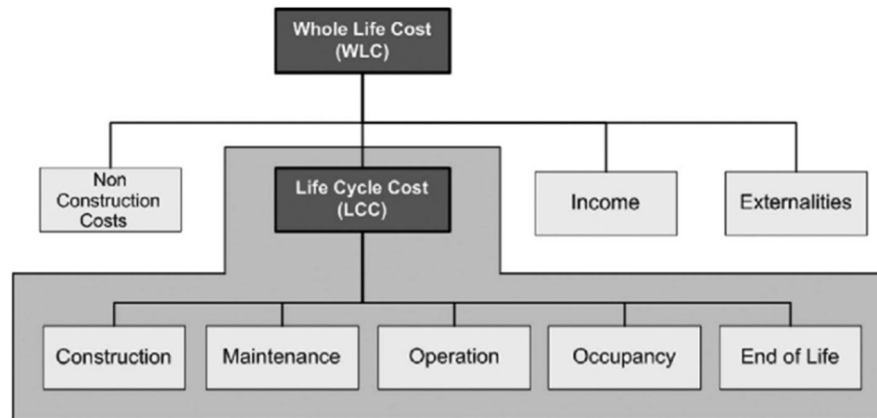 Whole Life Cost
(WLC)
Non
Construction
Costs
Life Cycle Cost
(LCC)
Income
Externalities
Construction
Maintenance
Operation
Occupancy
End of Life